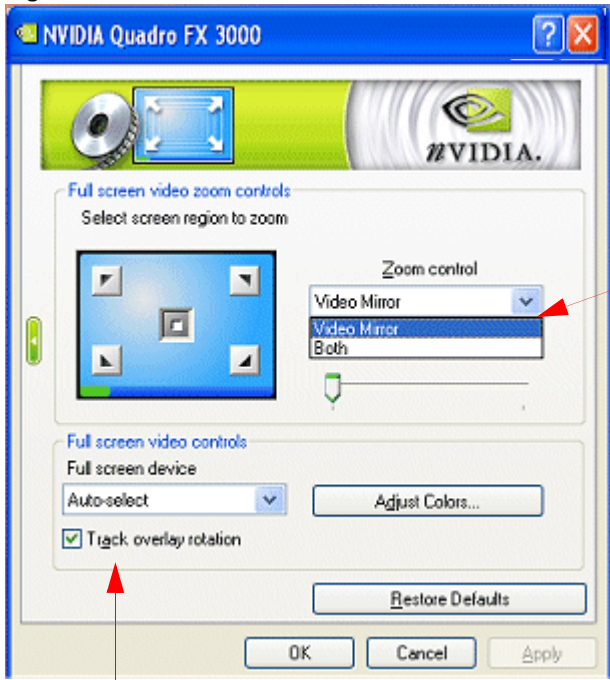 NVIDIA Quadro FX 3000
nVIDIA.
Full screen video zoom controls
Select screen region to zoom
Zoom control
Video Mirror
Video Mirror
Both
Full screen video controls
Full screen device
Auto-select
Adjust Colors...
Track overlay rotation
Restore Defaults
OK
Cancel
Apply